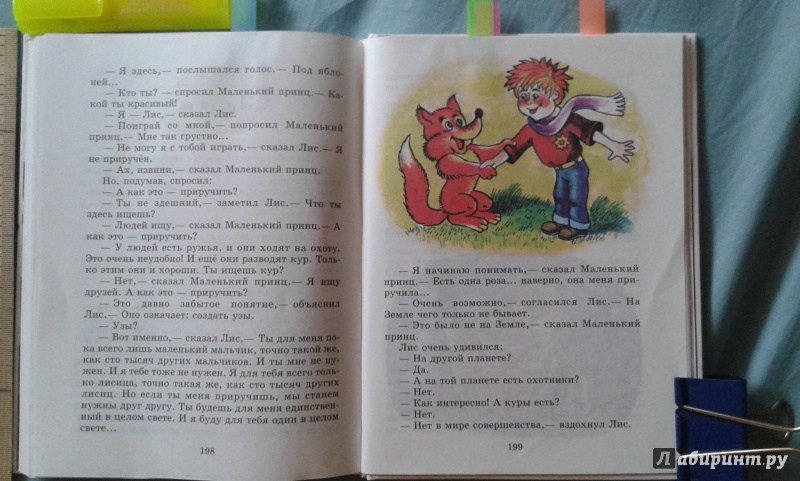 — Я здесь,— послышался голос.— Под ябло-
ней...
— Кто ты? — спросил Маленький принц.— Ка-
кой ты красивый!
— Я — Лис,— сказал Лис.
— Поиграй со мной,— попросил Маленький
принц.— Мне так грустно...
— Не могу я с тобой играть,— сказал Лис.— Я
не приручён.
— Ах, извини,— сказал Маленький принц.
Но, подумав, спросил:
— А как это — приручить?
— Ты не здешний,— заметил Лис.— Что ты
здесь ищешь?
— Людей ищу,— сказал Маленький принц.— А
как это — приручить?
— У людей есть ружья, и они ходят на охоту.
Это очень неудобно! И ещё они разводят кур. Толь-
ко этим они и хороши. Ты ищешь кур?
— Нет,— сказал Маленький принц.— Я ищу
друзей. А как это — приручить?
— Это давно забытое понятие,— объяснил
Лис.— Оно означает: создать узы.
— Узы?
— Вот именно,— сказал Лис.— Ты для меня по-
ка всего лишь маленький мальчик, точно такой же,
как сто тысяч других мальчиков. И ты мне не ну-
жен. И я тебе тоже не нужен. Я для тебя всего толь-
ко лисица, точно такая же, как сто тысяч других
лисиц. Но если ты меня приручишь, мы станем
нужны друг другу. Ты будешь для меня единствен-
ный в целом свете. И я буду для тебя один в целом
свете...
198
— Я начинаю понимать,— сказал Маленький
принц.— Есть одна роза... наверно, она меня при-
ручила...
— Очень возможно,— согласился Лис.— На
Земле чего только не бывает.
— Это было не на Земле,— сказал Маленький
принц.
Лис очень удивился:
— На другой планете?
— Да.
— А на той планете есть охотники?
— Нет.
— Как интересно! А куры есть?
— Нет.
— Нет в мире совершенства,— вздохнул Лис.
199
Лабиринт.ру